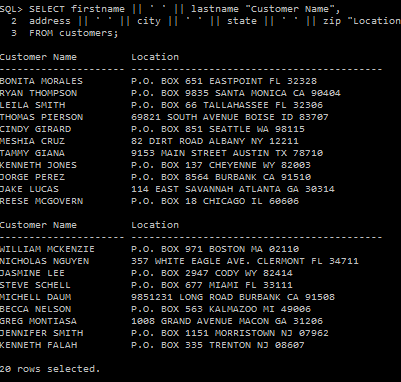 SQL> SELECT firstname || ' ' || lastname "Customer Name",
2 address || ' ' || city || ' ' || state || ' ' || zip "Location
3 FROM customers;
Customer Name Location
-------------------- ----------------------------------------
BONITA MORALES P.O. BOX 651 EASTPOINT FL 32328
RYAN THOMPSON P.O. BOX 9835 SANTA MONICA CA 90404
LEILA SMITH P.O. BOX 66 TALLAHASSEE FL 32306
THOMAS PIERSON 69821 SOUTH AVENUE BOISE ID 83707
CINDY GIRARD P.O. BOX 851 SEATTLE WA 98115
MESHIA CRUZ 82 DIRT ROAD ALBANY NY 12211
TAMMY GIANA 9153 MAIN STREET AUSTIN TX 78710
KENNETH JONES P.O. BOX 137 CHEYENNE WY 82003
JORGE PEREZ P.O. BOX 8564 BURBANK CA 91510
JAKE LUCAS 114 EAST SAVANNAH ATLANTA GA 30314
REESE MCGOVERN P.O. BOX 18 CHICAGO IL 60606
Customer Name Location
-------------------- ----------------------------------------
WILLIAM MCKENZIE P.O. BOX 971 BOSTON MA 02110
NICHOLAS NGUYEN 357 WHITE EAGLE AVE. CLERMONT FL 34711
JASMINE LEE P.O. BOX 2947 CODY WY 82414
STEVE SCHELL P.O. BOX 677 MIAMI FL 33111
MICHELL DAUM 9851231 LONG ROAD BURBANK CA 91508
BECCA NELSON P.O. BOX 563 KALMAZOO MI 49006
GREG MONTIASA 1008 GRAND AVENUE MACON GA 31206
JENNIFER SMITH P.O. BOX 1151 MORRISTOWN NJ 07962
KENNETH FALAH P.O. BOX 335 TRENTON NJ 08607
20 rows selected.